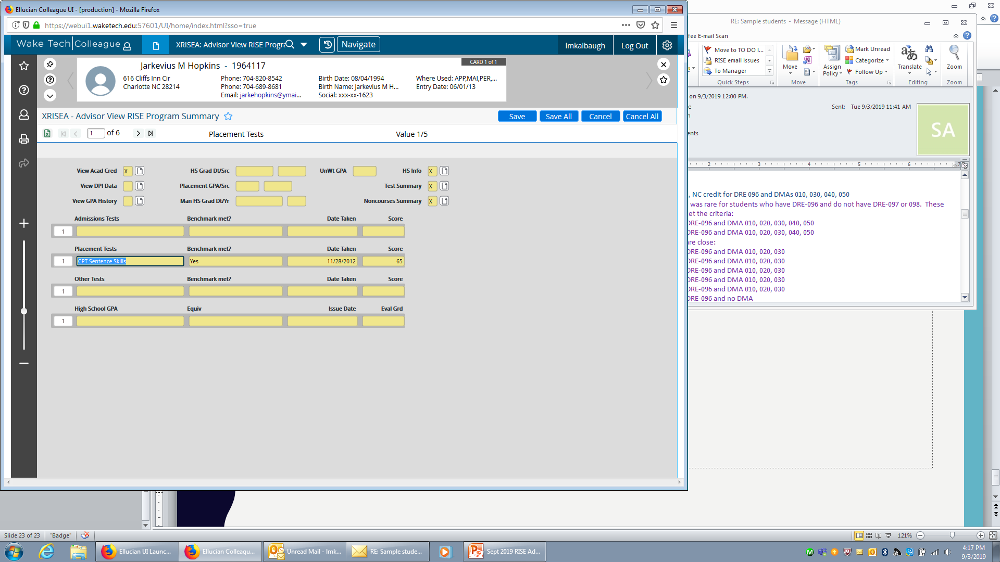 Ellucian Colleague UI - [production] - Mozilla Firefox
https://webui1.waketech.edu:57601/UI/home/index.html?sso=true
Wake Tech Colleague
XRISEA: Advisor View RISE Progra
Navigate
lmkalbaugh
Log Out
Jarkevius M Hopkins - 1964117
CARD 1 of 1
616 Cliffs Inn Cir
Charlotte NC 28214
Phone: 704-820-8542
Phone: 704-689-8681
Email: jarkehopkins@ymai...
Birth Date: 08/04/1994
Birth Name: Jarkevius M H...
Social: xxx-xx-1623
Where Used: APP,MAI,PER,...
Entry Date: 06/01/13
XRISEA - Advisor View RISE Program Summary
Save
Save All
Cancel
Cancel All
1 of 6
Placement Tests
Value 1/5
View Acad Cred X
HS Grad Dt/Src
UnWt GPA
HS Info X
View DPI Data
Placement GPA/Src
Test Summary X
View GPA History
Man HS Grad Dt/Yr
Noncourses Summary X
Admissions Tests Benchmark met? Date Taken Score
1
Placement Tests Benchmark met? Date Taken Score
1 CPT Sentence Skills Yes 11/28/2012 65
Other Tests Benchmark met? Date Taken Score
1
High School GPA Equiv Issue Date Eval Grd
1
RE: Sample students - Message (HTML)
fee E-mail Scan
Move to TO DO l...
RISE email issues
To Manager
Quick Steps
Move
Move
Assign Policy
Mark Unread
Categorize
Follow Up
Tags
Translate
Editing
Zoom
Zoom
on 9/3/2019 12:00 PM.
Sent: Tue 9/3/2019 11:41 AM
ents
SA
2 3 4 5 6 7
, NC credit for DRE 096 and DMAs 010, 030, 040, 050
was rare for students who have DRE-096 and do not have DRE-097 or 098. These
et the criteria:
DRE-096 and DMA 010, 020, 030, 040, 050
DRE-096 and DMA 010, 020, 030, 040, 050
are close:
DRE-096 and DMA 010, 020, 030
DRE-096 and DMA 010, 020, 030
DRE-096 and DMA 010, 020, 030
DRE-096 and DMA 010, 020, 030
DRE-096 and DMA 010, 020, 030
DRE-096 and no DMA
Slide 23 of 23
"Badge"
121%
Ellucian UI Launc...
Ellucian Colleagu...
Unread Mail - lmk...
RE: Sample stude...
Sept 2019 RISE Ad...
4:17 PM
9/3/2019